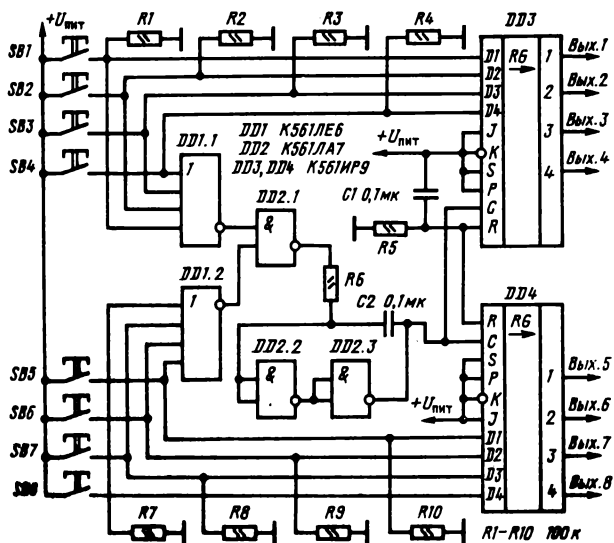 +Uпит
R1
R2
R3
R4
DD3
SB1
SB2
SB3
SB4
D1
D2
D3
D4
J
K
S
P
C
R
RG
1
2
3
4
Вых.1
Вых.2
Вых.3
Вых.4
DD1 К561ЛЕ6
DD2 К561ЛА7
DD3, DD4 К561ИР9
DD1.1
1
DD2.1
&
+Uпит
C1 0,1мк
R5
DD1.2
1
R6
C2 0,1мк
DD2.2
&
DD2.3
&
DD4
R
C
S
P
K
J
D1
D2
D3
D4
RG
1
2
3
4
Вых.5
Вых.6
Вых.7
Вых.8
+Uпит
SB5
SB6
SB7
SB8
R7
R8
R9
R10
R1-R10 100к